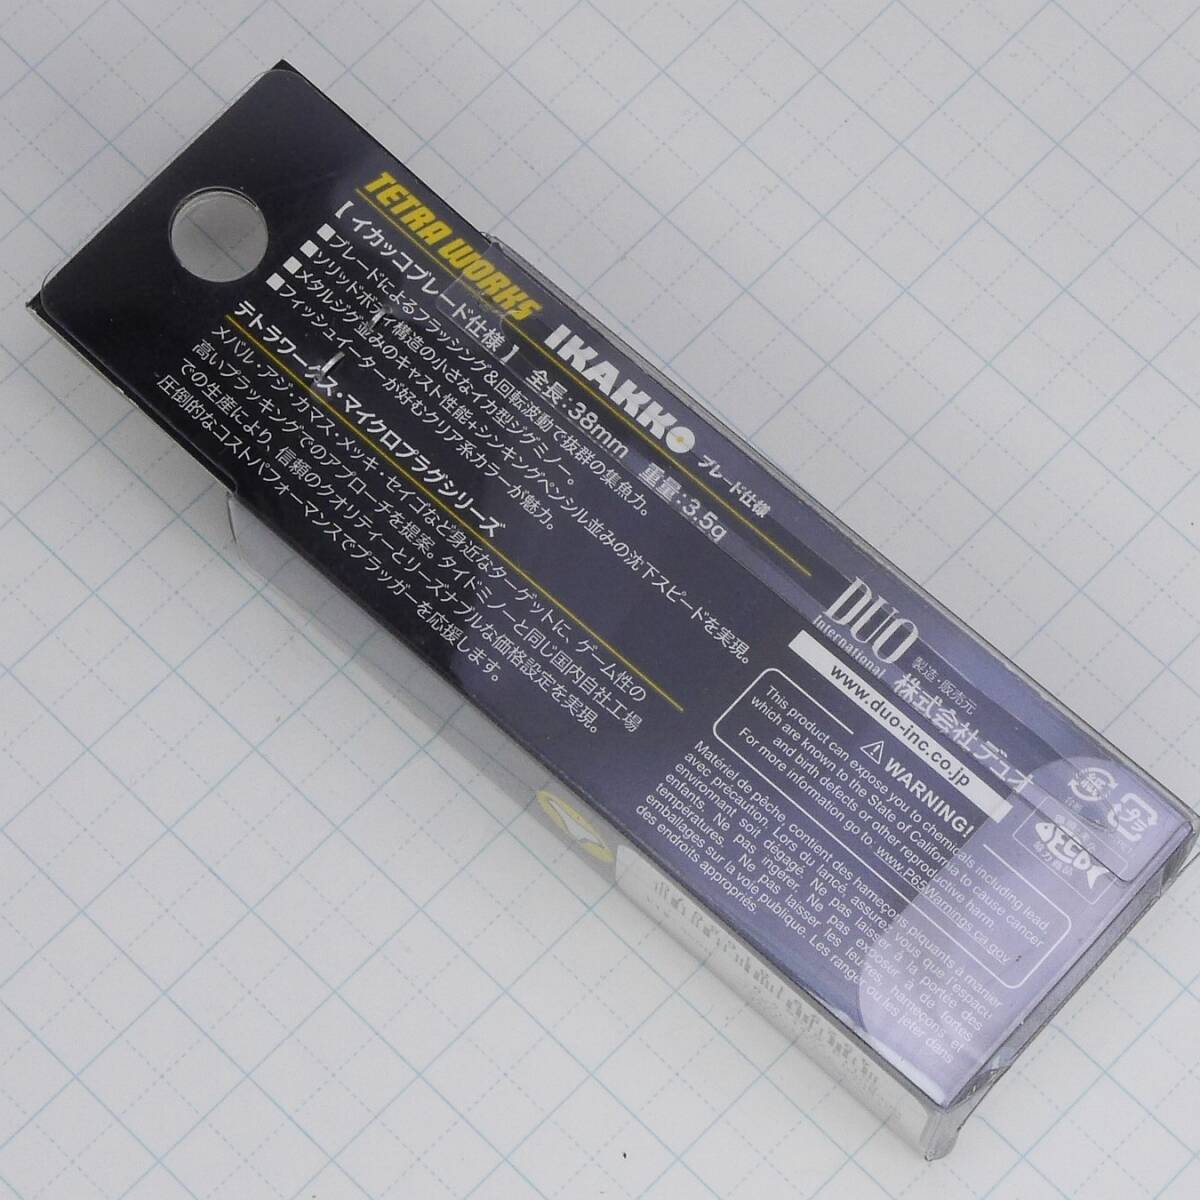 TETRA WORKS IKAKKO ブレード仕様
【イカッコブレード仕様】 全長:38mm 重量:3.5g
■ブレードによるフラッシング&回転波動で抜群の集魚力。
■ソリッドボディ構造の小さなイカ型ジグミノー。
■メタルジグ並みのキャスト性能+シンキングペンシル並みの沈下スピードを実現。
■フィッシュイーターが好むクリア系カラーが魅力。
テトラワークス・マイクロプラグシリーズ
メバル・アジ・カマス・メッキ・セイゴなど身近なターゲットに、ゲーム性の
高いプラッキングでのアプローチを提案。タイドミノーと同じ国内自社工場
での生産により、信頼のクオリティーとリーズナブルな価格設定を実現。
圧倒的なコストパフォーマンスでプラッガーを応援します。
DUO
International
製造・販売元
株式会社デュオ
www.duo-inc.co.jp
⚠WARNING!
This product can expose you to chemicals including lead,
which are known to the State of California to cause cancer
and birth defects or other reproductive harm.
For more information go to :www.P65Warnings.ca.gov
Matériel de pêche, contient des hameçons piquants à manier
avec précaution. Lors du lancé, assurez vous que l'espace
environnant soit dégagé. Ne pas laisser à la portée des
enfants. Ne pas ingérer. Ne pas exposer à de fortes
températures. Ne pas laisser les leurres, hameçons et
emballages sur la voie publique. Les ranger ou les jeter dans
des endroits appropriés.
紙
プラ
ECO